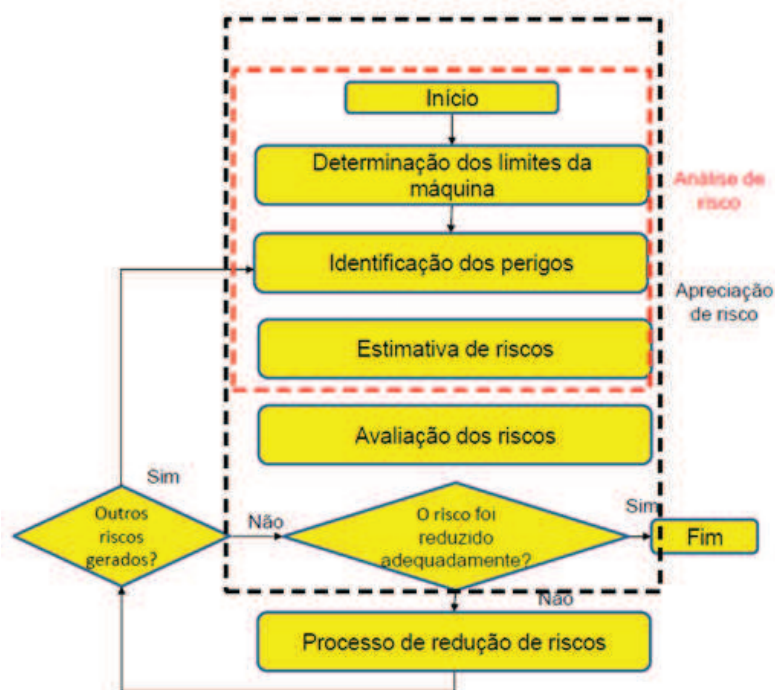 Início
Determinação dos limites da
máquina
Análise de
risco
Identificação dos perigos
Apreciação
de risco
Estimativa de riscos
Avaliação dos riscos
Sim
Outros
riscos
gerados?
Não
O risco foi
reduzido
adequadamente?
Sim
Fim
Não
Processo de redução de riscos